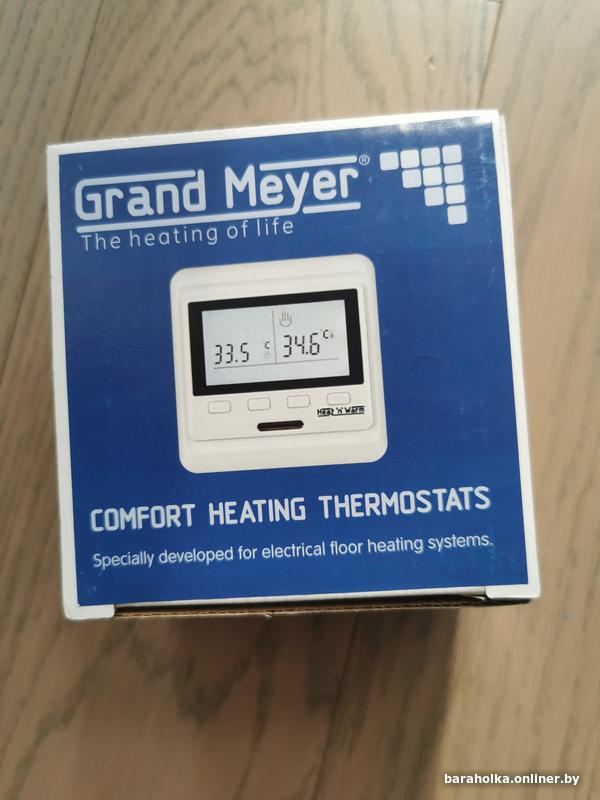 Grand Meyer®
The heating of life
33.5 °C 34.6 °C
Heat 'n' Warm
COMFORT HEATING THERMOSTATS
Specially developed for electrical floor heating systems.
baraholka.onliner.by